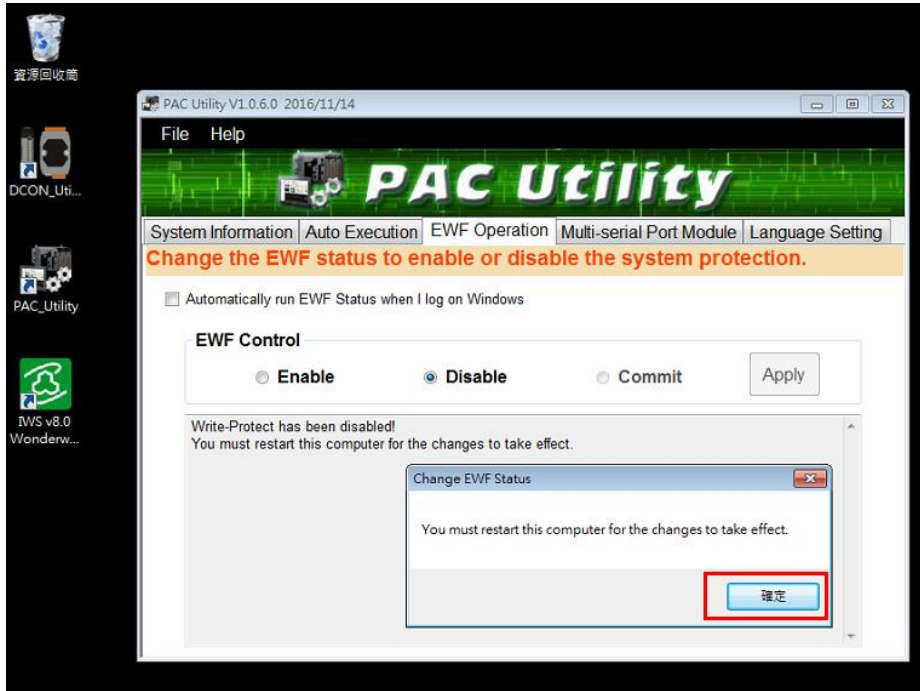 資源回收筒
DCON_Uti...
PAC_Utility
IWS v8.0
Wonderw...
PAC Utility V1.0.6.0 2016/11/14
File Help
PAC Utility
System Information Auto Execution EWF Operation Multi-serial Port Module Language Setting
Change the EWF status to enable or disable the system protection.
Automatically run EWF Status when I log on Windows
EWF Control
Enable Disable Commit Apply
Write-Protect has been disabled!
You must restart this computer for the changes to take effect.
Change EWF Status
You must restart this computer for the changes to take effect.
確定